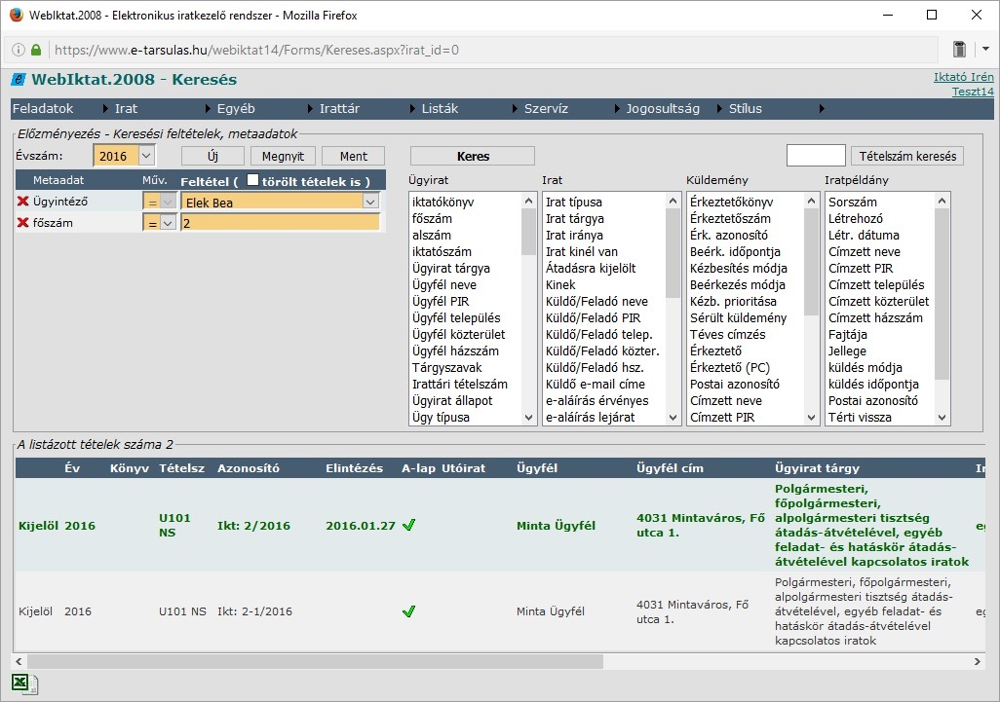 WebIktat.2008 - Elektronikus iratkezelő rendszer - Mozilla Firefox
https://www.e-tarsulas.hu/webiktat14/Forms/Kereses.aspx?irat_id=0
WebIktat.2008 - Keresés
Iktató Irén
Teszt14
Feladatok Irat Egyéb Irattár Listák Szervíz Jogosultság Stílus
Előzményezés - Keresési feltételek, metaadatok
Évszám: 2016 Új Megnyit Ment Keres Tételszám keresés
Metaadat Műv. Feltétel ( törölt tételek is )
Ügyintéző = Elek Bea
főszám = 2
Ügyirat
iktatókönyv
főszám
alszám
iktatószám
Ügyirat tárgya
Ügyfél neve
Ügyfél PIR
Ügyfél település
Ügyfél közterület
Ügyfél házszám
Tárgyszavak
Irattári tételszám
Ügyirat állapot
Ügy típusa
Irat
Irat típusa
Irat tárgya
Irat iránya
Irat kinél van
Átadásra kijelölt
Kinek
Küldő/Feladó neve
Küldő/Feladó PIR
Küldő/Feladó telep.
Küldő/Feladó közter.
Küldő/Feladó hsz.
Küldő e-mail címe
e-aláírás érvényes
e-aláírás lejárat
Küldemény
Érkeztetőkönyv
Érkeztetőszám
Érk. azonosító
Beérk. időpontja
Kézbesítés módja
Beérkezés módja
Kézb. prioritása
Sérült küldemény
Téves címzés
Érkeztető
Érkeztető (PC)
Postai azonosító
Címzett neve
Címzett PIR
Iratpéldány
Sorszám
Létrehozó
Létr. dátuma
Címzett neve
Címzett PIR
Címzett település
Címzett közterület
Címzett házszám
Fajtája
Jellege
küldés módja
küldés időpontja
Postai azonosító
Térti vissza
A listázott tételek száma 2
Év Könyv Tételsz Azonosító Elintézés A-lap Utóirat Ügyfél Ügyfél cím Ügyirat tárgy
Kijelöl 2016
U101
NS
Ikt: 2/2016 2016.01.27 Minta Ügyfél
4031 Mintaváros, Fő
utca 1.
Polgármesteri,
főpolgármesteri,
alpolgármesteri tisztség
átadás-átvételével, egyéb
feladat- és hatáskör átadás-
átvételével kapcsolatos iratok
Kijelöl 2016 U101 NS Ikt: 2-1/2016 Minta Ügyfél
4031 Mintaváros, Fő
utca 1.
Polgármesteri, főpolgármesteri,
alpolgármesteri tisztség átadás-
átvételével, egyéb feladat- és
hatáskör átadás-átvételével
kapcsolatos iratok